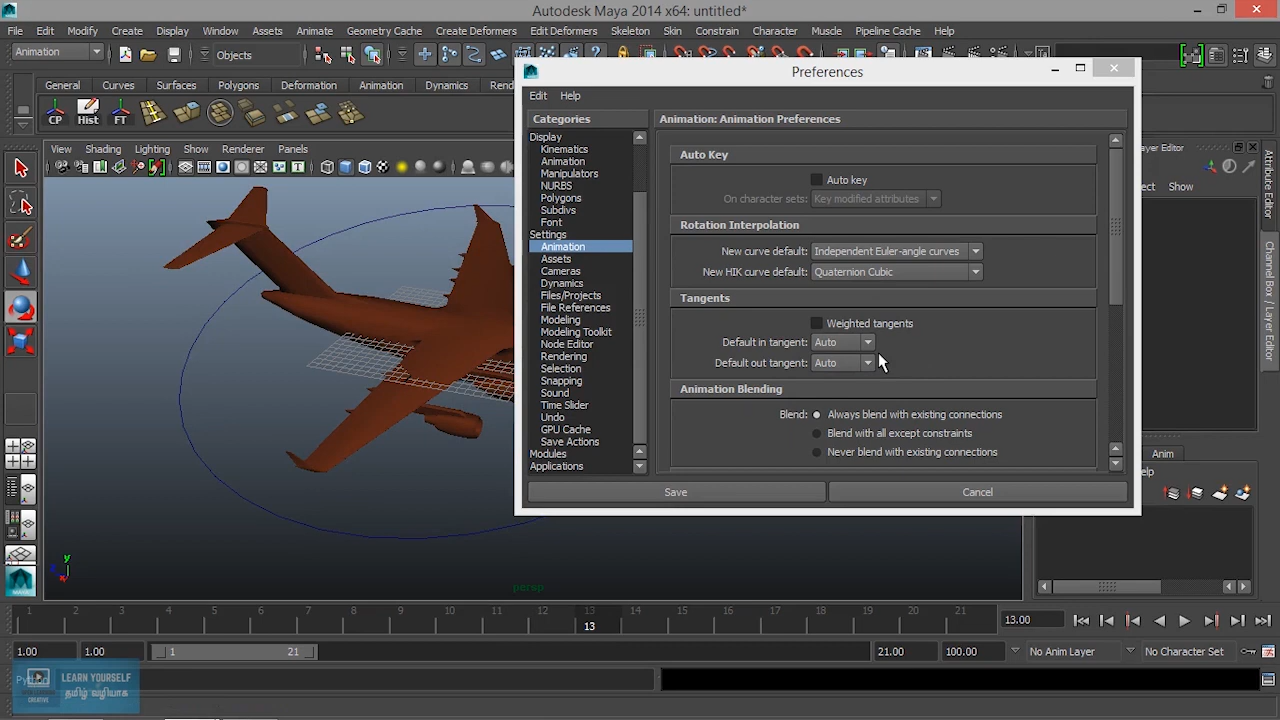 Autodesk Maya 2014 x64: untitled*
File Edit Modify Create Display Window Assets Animate Geometry Cache Create Deformers Edit Deformers Skeleton Skin Constrain Character Muscle Pipeline Cache Help
Animation Objects
General Curves Surfaces Polygons Deformation Animation Dynamics
CP Hist FT
View Shading Lighting Show Renderer Panels
Preferences
Edit Help
Categories
Display
Kinematics
Animation
Manipulators
NURBS
Polygons
Subdivs
Font
Settings
Animation
Assets
Cameras
Dynamics
Files/Projects
File References
Modeling
Modeling Toolkit
Node Editor
Rendering
Selection
Snapping
Sound
Time Slider
Undo
GPU Cache
Save Actions
Modules
Applications
Animation: Animation Preferences
Auto Key
Auto key
On character sets: Key modified attributes
Rotation Interpolation
New curve default: Independent Euler-angle curves
New HIK curve default: Quaternion Cubic
Tangents
Weighted tangents
Default in tangent: Auto
Default out tangent: Auto
Animation Blending
Blend: Always blend with existing connections
Blend with all except constraints
Never blend with existing connections
Save Cancel
Show
Attribute Editor
Channel Box / Layer Editor
Anim
y
persp
1 2 3 4 5 6 7 8 9 10 11 12 13 14 15 16 17 18 19 20 21
13
13.00
1.00 1.00 1 21 21.00 100.00 No Anim Layer No Character Set
LEARN YOURSELF
தமிழ் வழியாக
CREATIVE